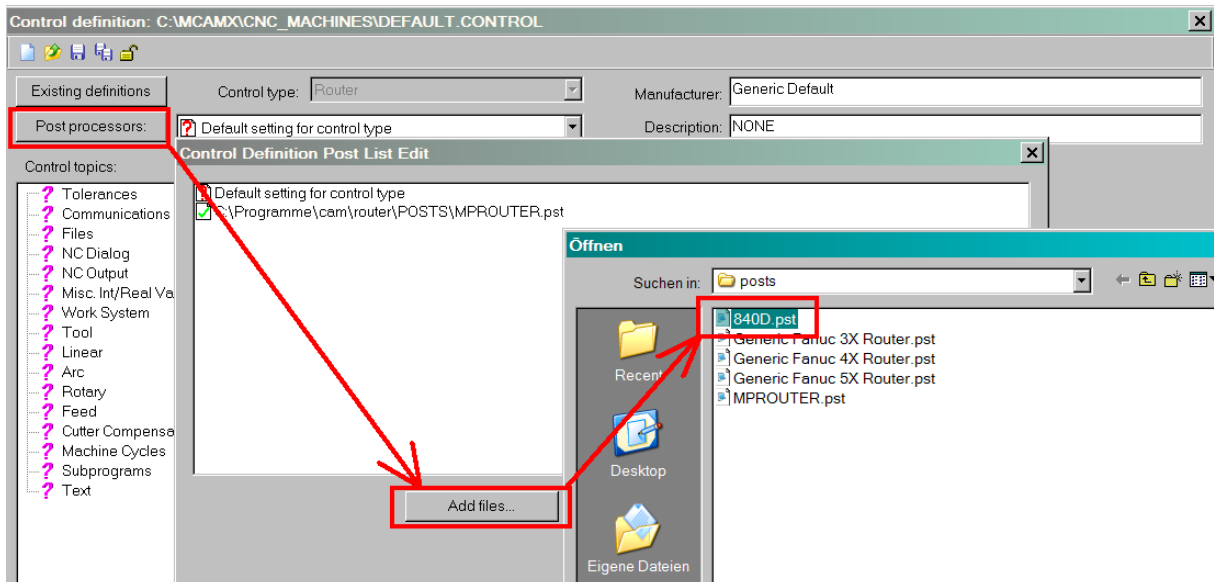 Control definition: C:\MCAMX\CNC_MACHINES\DEFAULT.CONTROL
Existing definitions
Control type:
Router
Manufacturer:
Generic Default
Post processors:
Default setting for control type
Description:
NONE
Control topics:
Tolerances
Communications
Files
NC Dialog
NC Output
Misc. Int/Real Va
Work System
Tool
Linear
Arc
Rotary
Feed
Cutter Compensa
Machine Cycles
Subprograms
Text
Control Definition Post List Edit
Default setting for control type
C:\Programme\cam\router\POSTS\MPROUTER.pst
Add files...
Öffnen
Suchen in:
posts
Recent
Desktop
Eigene Dateien
840D.pst
Generic Fanuc 3X Router.pst
Generic Fanuc 4X Router.pst
Generic Fanuc 5X Router.pst
MPROUTER.pst